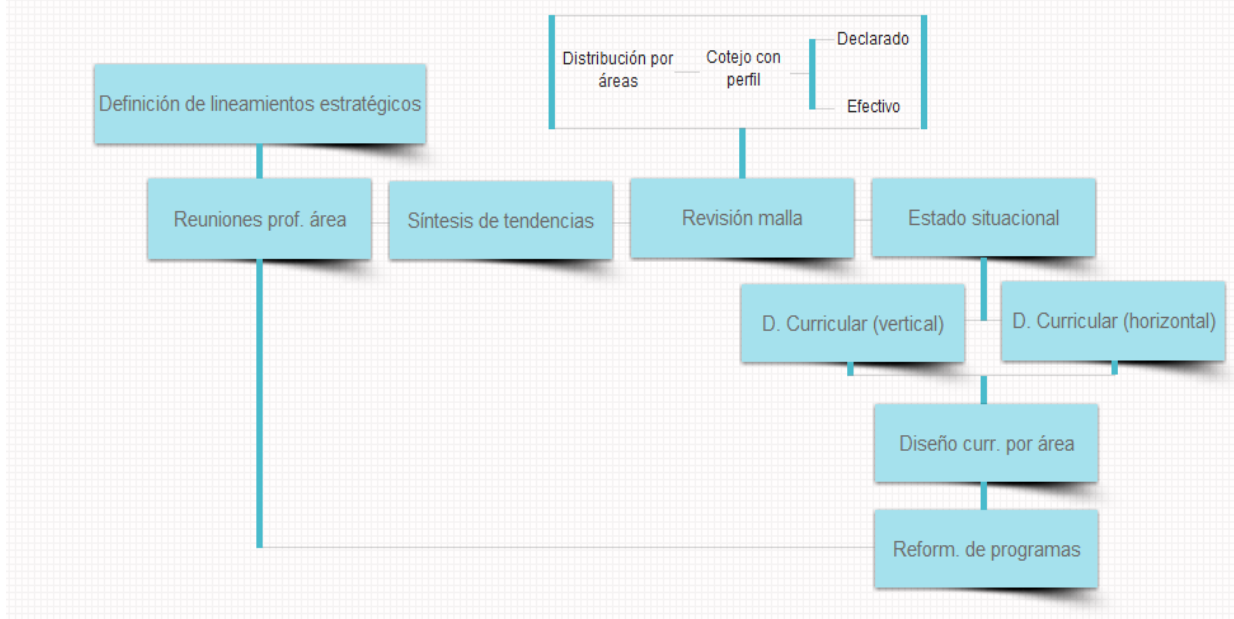 Declarado
Distribución por
áreas
Cotejo con
perfil
Efectivo
Definición de lineamientos estratégicos
Reuniones prof. área
Síntesis de tendencias
Revisión malla
Estado situacional
D. Curricular (vertical)
D. Curricular (horizontal)
Diseño curr. por área
Reform. de programas